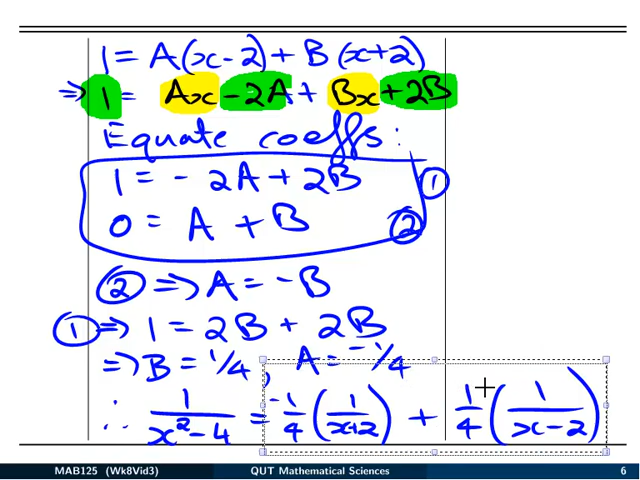 1 = A(x-2) + B(x+2)
⇒ 1 = Ax - 2A + Bx + 2B
Equate coeffs:
1 = - 2A + 2B ①
0 = A + B ②
② ⇒ A = -B
① ⇒ 1 = 2B + 2B
⇒ B = 1/4, A = -1/4
∴ 1/(x²-4) = -1/4 (1/(x+2)) + 1/4 (1/(x-2))
MAB125 (Wk8Vid3) QUT Mathematical Sciences 6